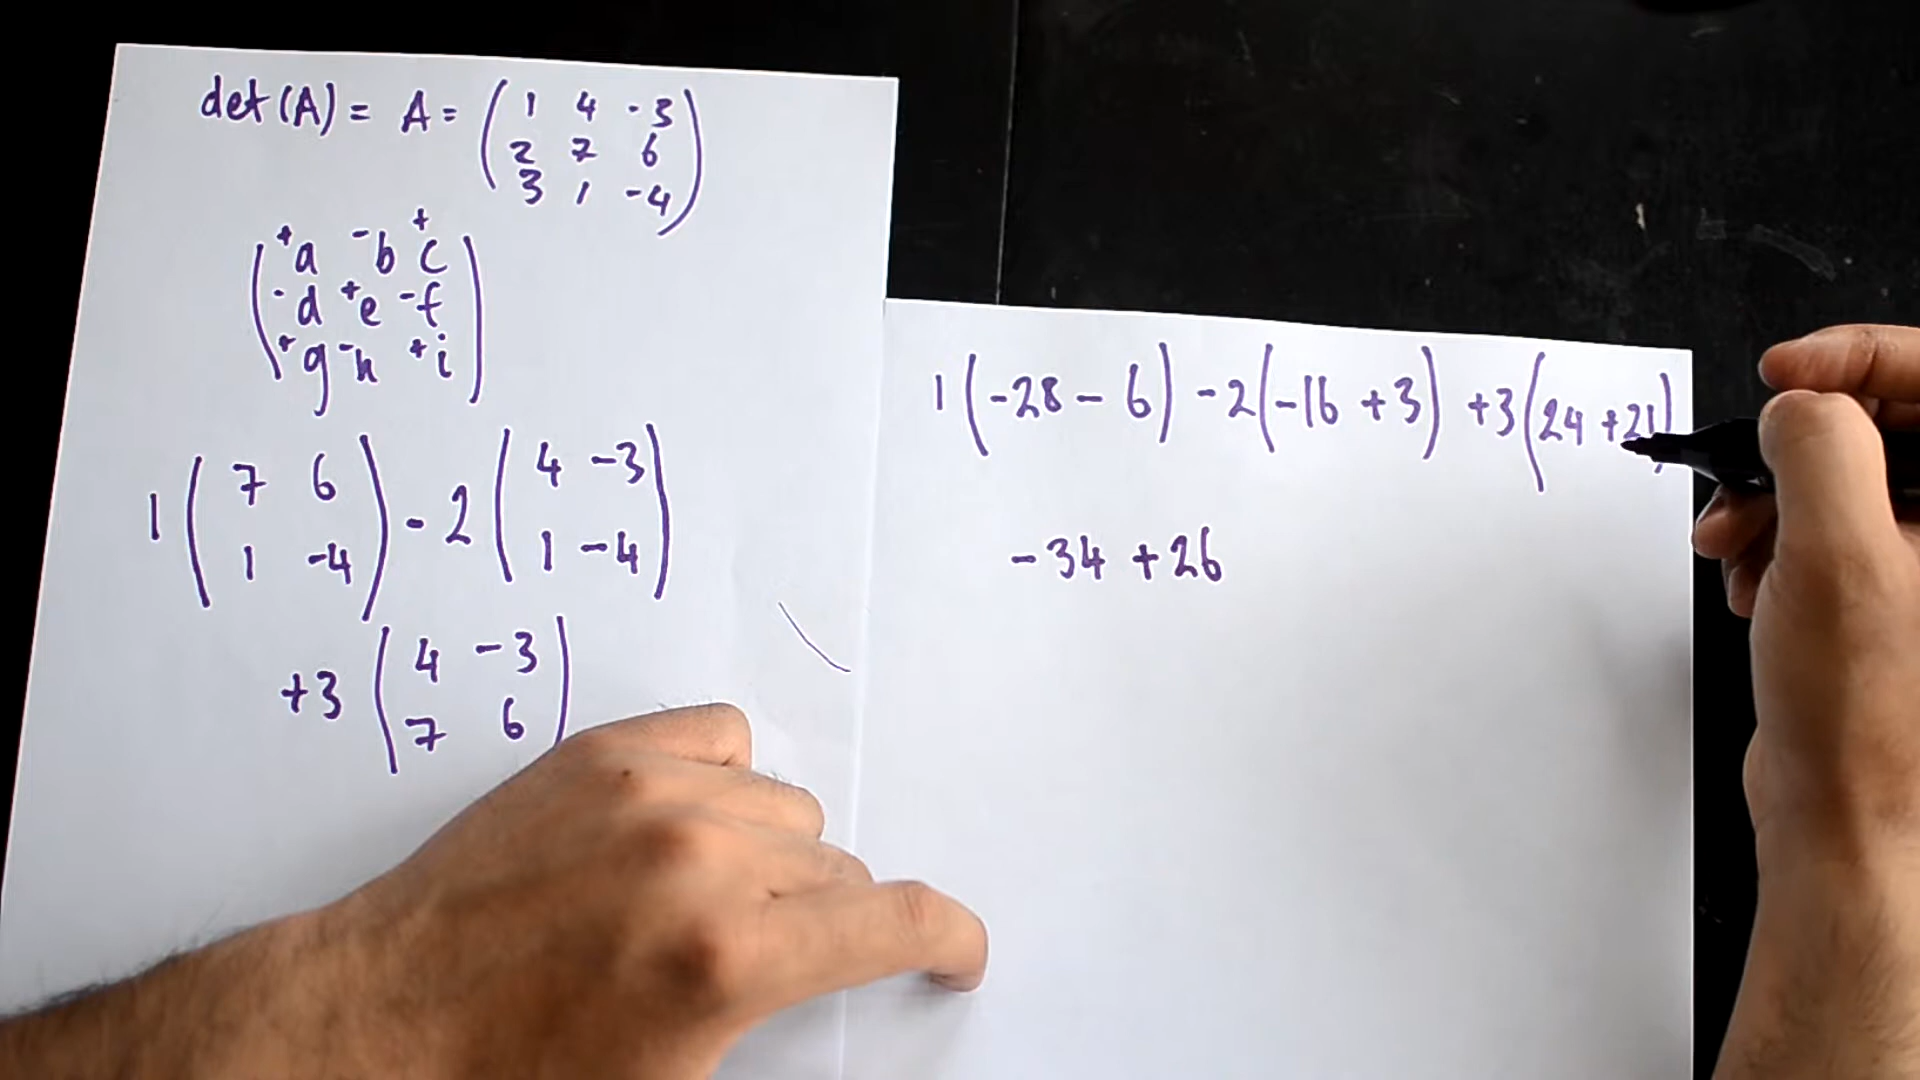 det(A) = A = ( 1 4 -3
2 7 6
3 1 -4 )
( +a -b +c
-d +e -f
+g -h +i )
1 ( 7 6
1 -4 ) - 2 ( 4 -3
1 -4 )
+3 ( 4 -3
7 6 )
1 ( -28 - 6 ) - 2 ( -16 + 3 ) + 3 ( 24 + 21 )
-34 + 26